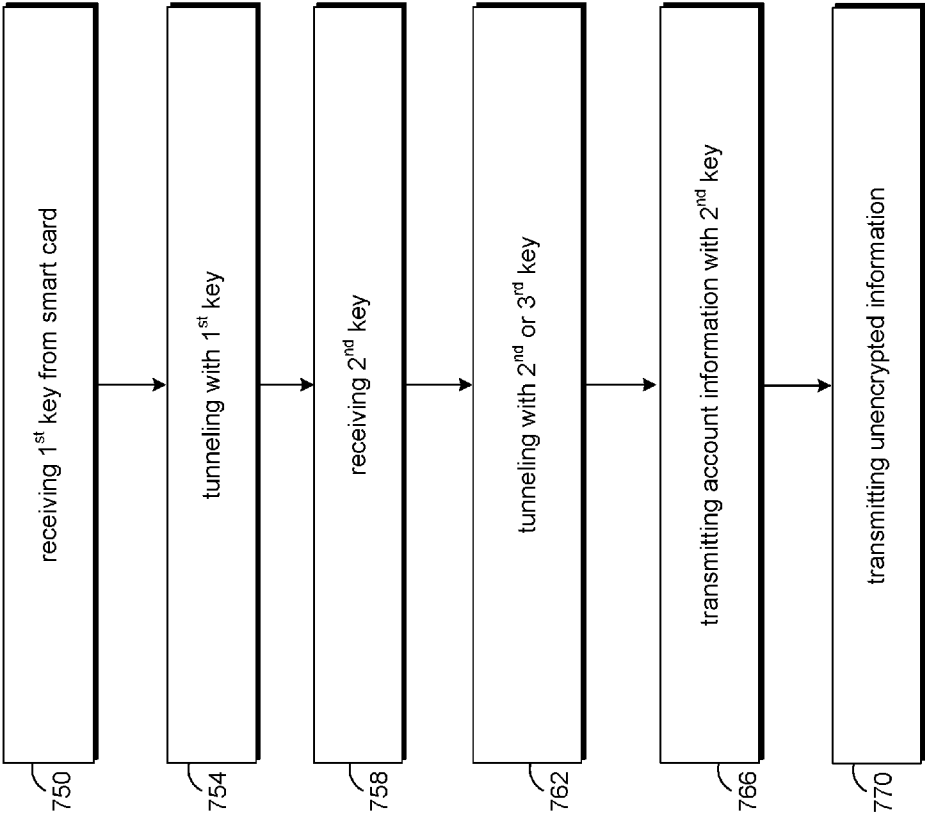 receiving 1st key from smart card
750
tunneling with 1st key
754
receiving 2nd key
758
tunneling with 2nd or 3rd key
762
transmitting account information with 2nd key
766
transmitting unencrypted information
770